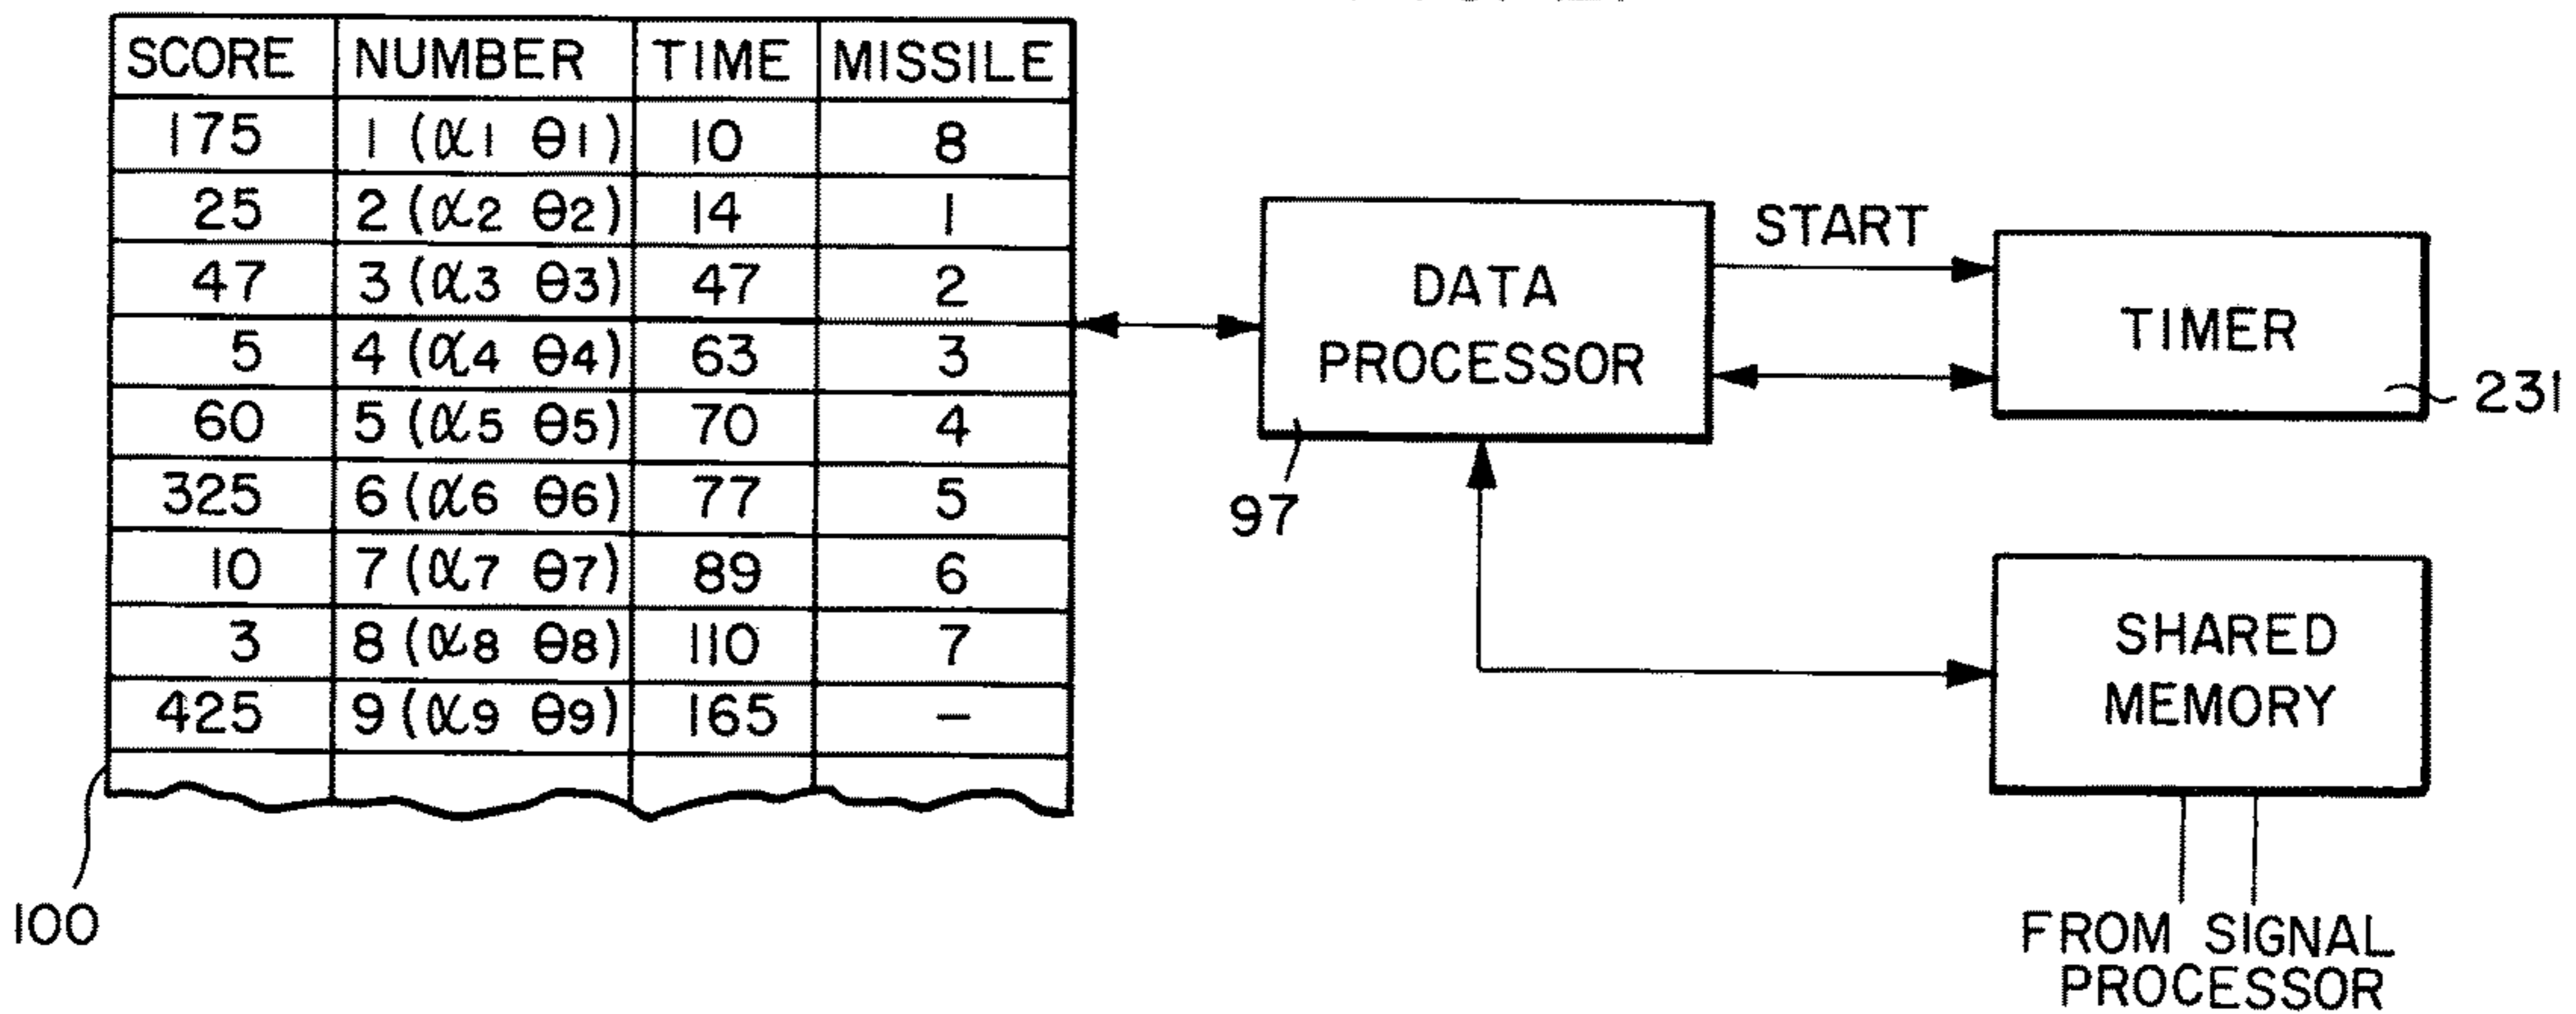 SCORE NUMBER TIME MISSILE
175 1 (α1 θ1) 10 8
25 2 (α2 θ2) 14 1
47 3 (α3 θ3) 47 2
5 4 (α4 θ4) 63 3
60 5 (α5 θ5) 70 4
325 6 (α6 θ6) 77 5
10 7 (α7 θ7) 89 6
3 8 (α8 θ8) 110 7
425 9 (α9 θ9) 165 –
100
DATA
PROCESSOR
97
START
TIMER
231
SHARED
MEMORY
FROM SIGNAL
PROCESSOR